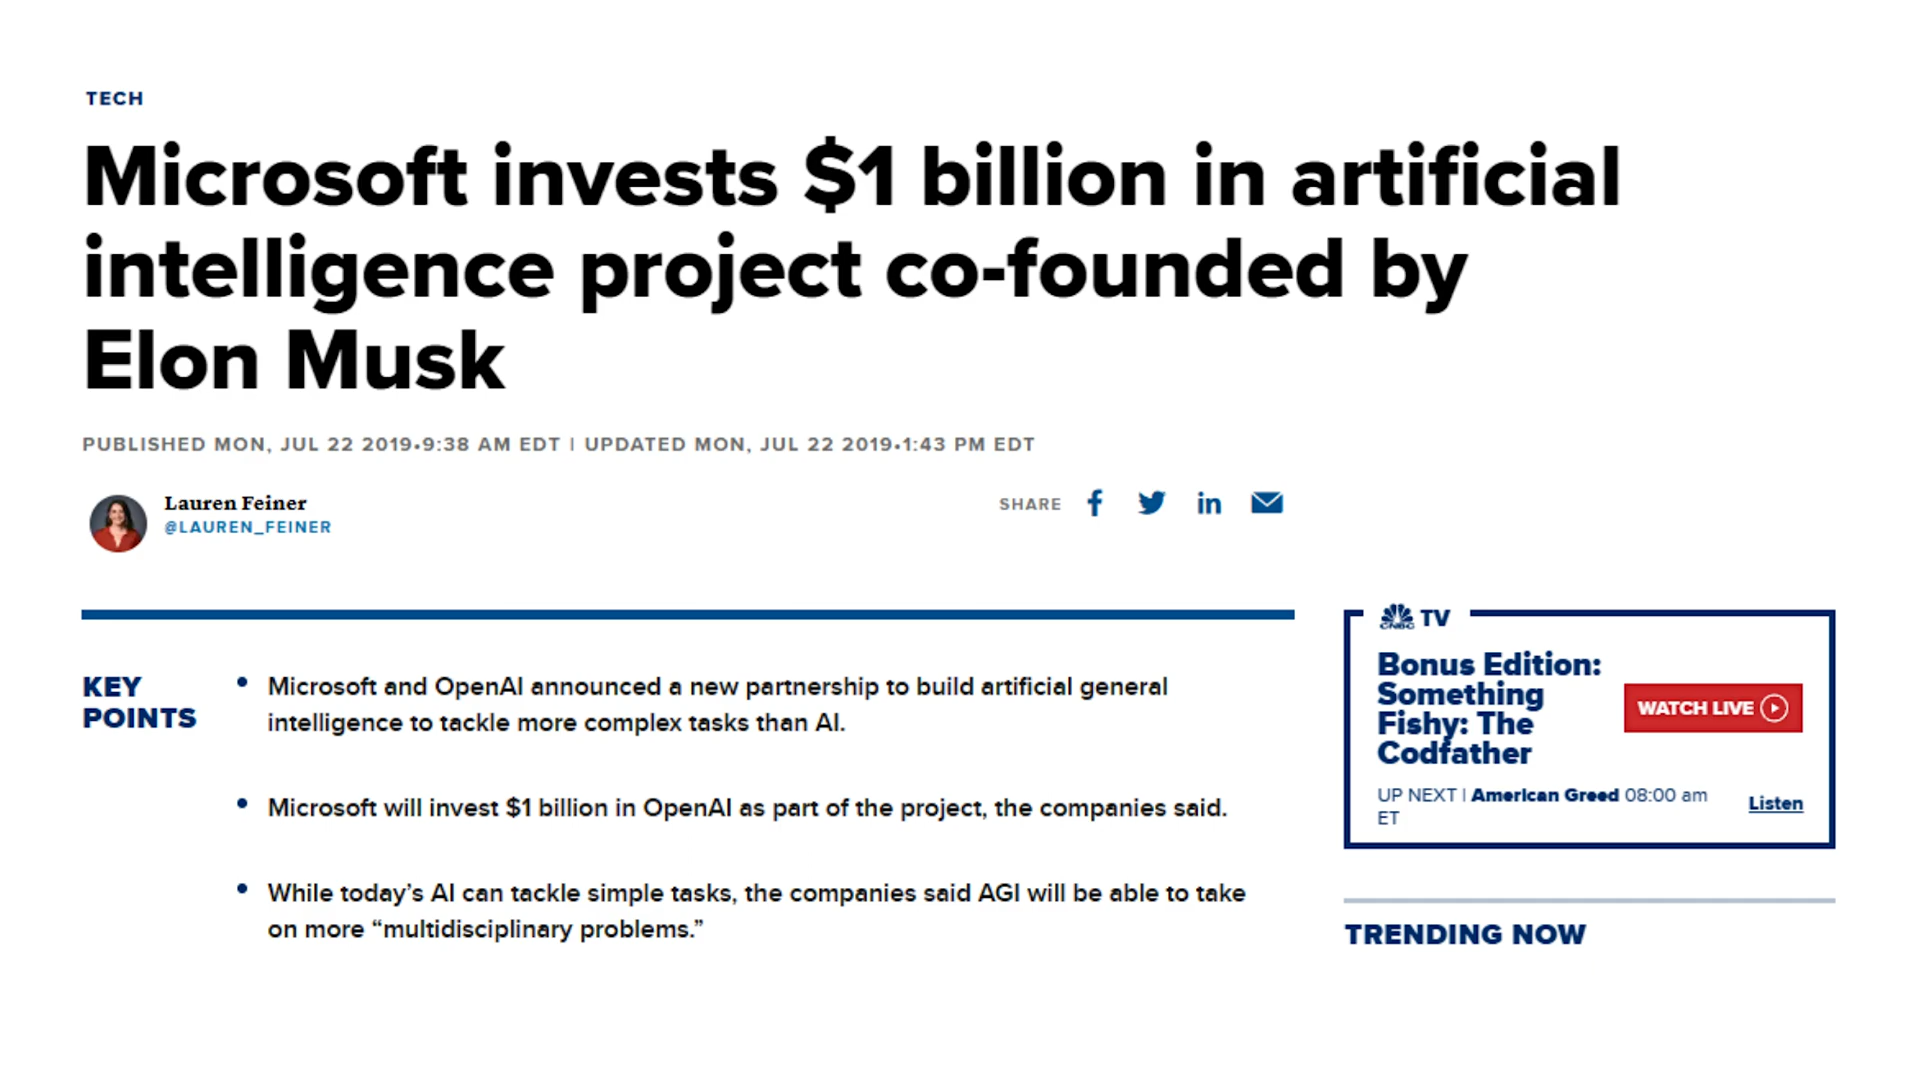 TECH
Microsoft invests $1 billion in artificial
intelligence project co-founded by
Elon Musk
PUBLISHED MON, JUL 22 2019•9:38 AM EDT | UPDATED MON, JUL 22 2019•1:43 PM EDT
Lauren Feiner
@LAUREN_FEINER
SHARE
KEY
POINTS
Microsoft and OpenAI announced a new partnership to build artificial general
intelligence to tackle more complex tasks than AI.
Microsoft will invest $1 billion in OpenAI as part of the project, the companies said.
While today’s AI can tackle simple tasks, the companies said AGI will be able to take
on more “multidisciplinary problems.”
CNBC TV
Bonus Edition:
Something
Fishy: The
Codfather
WATCH LIVE
UP NEXT | American Greed 08:00 am
ET
Listen
TRENDING NOW